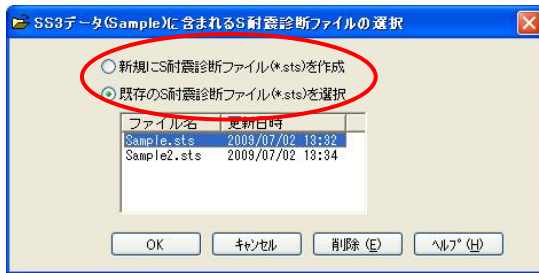 SS3データ(Sample)に含まれるS耐震診断ファイルの選択
新規にS耐震診断ファイル(*.sts)を作成
既存のS耐震診断ファイル(*.sts)を選択
ファイル名 更新日時
Sample.sts 2009/07/02 13:32
Sample2.sts 2009/07/02 13:34
OK キャンセル 削除(E) ヘルプ(H)